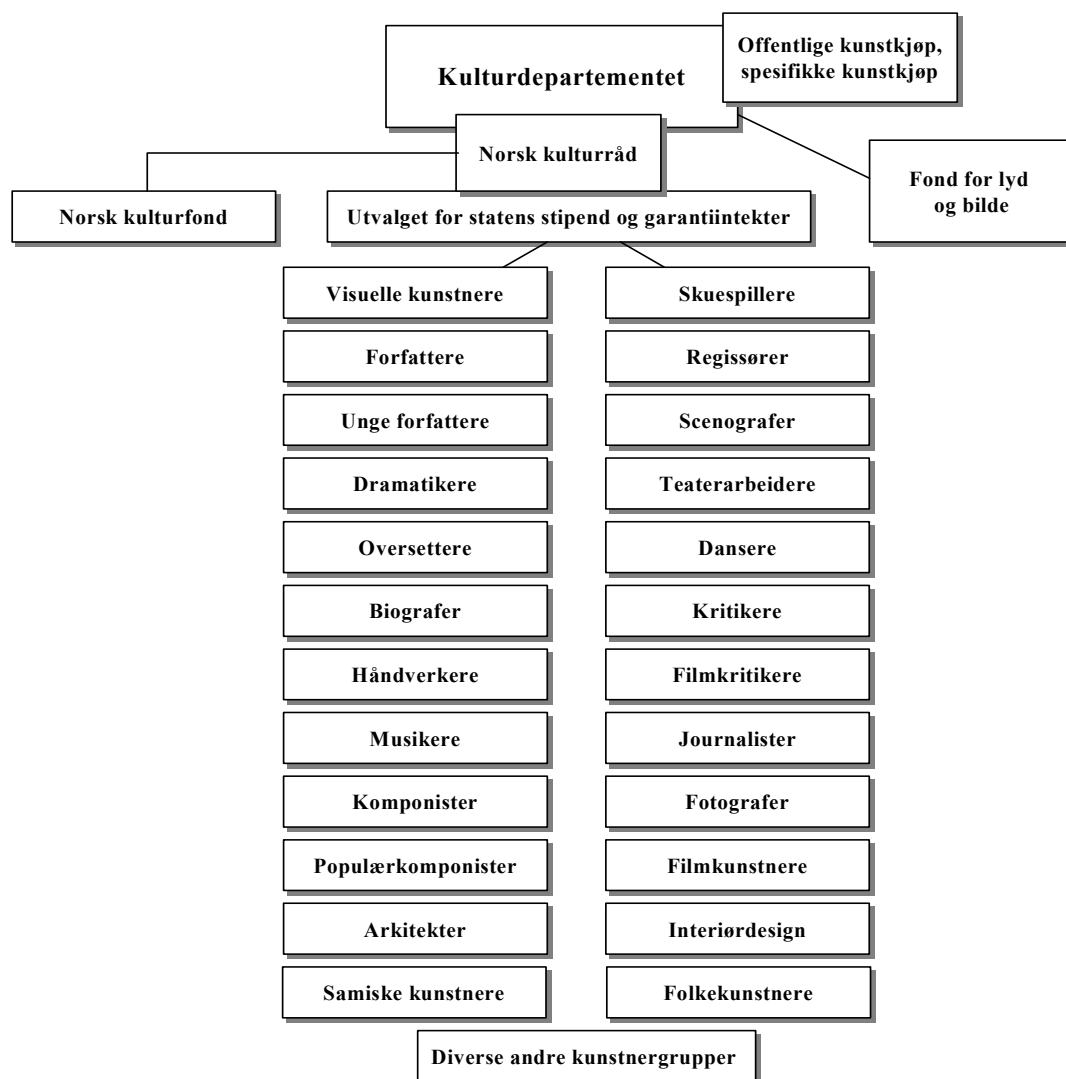 Offentlige kunstkjøp,
spesifikke kunstkjøp
Kulturdepartementet
Norsk kulturråd
Fond for lyd
og bilde
Norsk kulturfond
Utvalget for statens stipend og garantiintekter
Visuelle kunstnere
Skuespillere
Forfattere
Regissører
Unge forfattere
Scenografer
Dramatikere
Teaterarbeidere
Oversettere
Dansere
Biografer
Kritikere
Håndverkere
Filmkritikere
Musikere
Journalister
Komponister
Fotografer
Populærkomponister
Filmkunstnere
Arkitekter
Interiørdesign
Samiske kunstnere
Folkekunstnere
Diverse andre kunstnergrupper